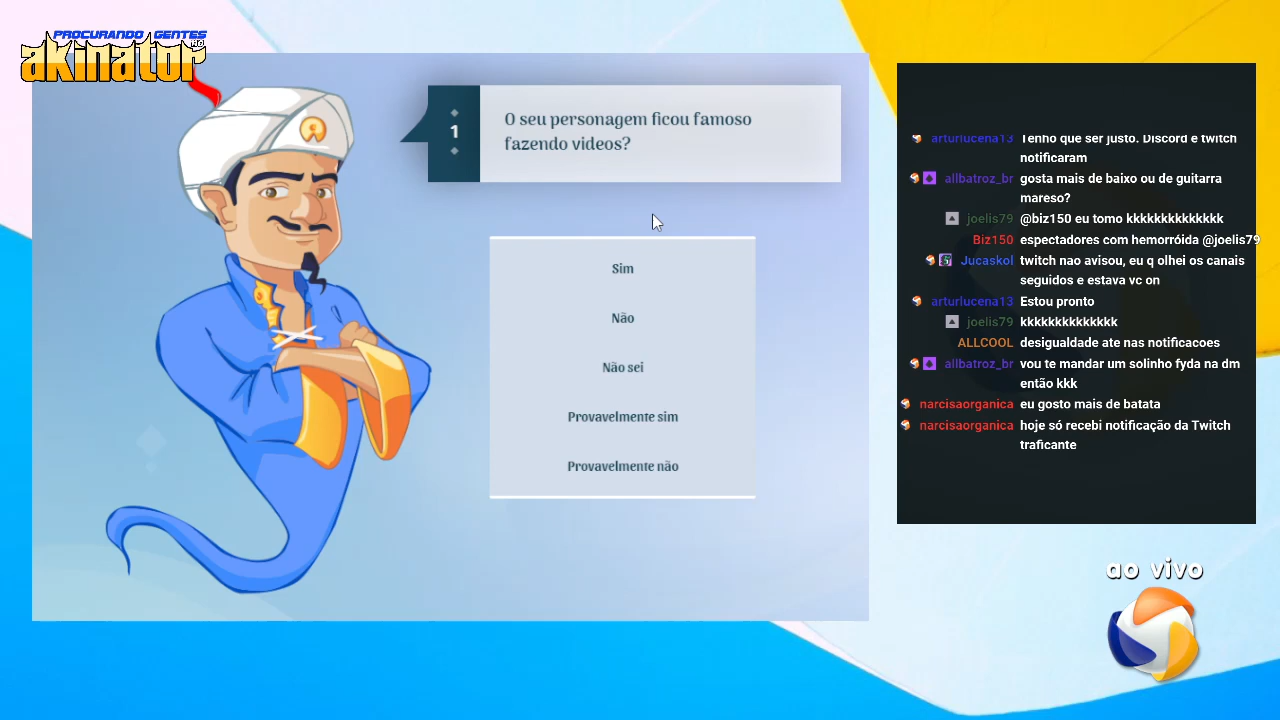 PROCURANDO GENTES
NO
akinator
1
O seu personagem ficou famoso
fazendo videos?
Sim
Não
Não sei
Provavelmente sim
Provavelmente não
arturlucena13 Tenho que ser justo. Discord e twitch
notificaram
allbatroz_br gosta mais de baixo ou de guitarra
mareso?
joelis79 @biz150 eu tomo kkkkkkkkkkkkkk
Biz150 espectadores com hemorróida @joelis79
Jucaskol twitch nao avisou, eu q olhei os canais
seguidos e estava vc on
arturlucena13 Estou pronto
joelis79 kkkkkkkkkkkkk
ALLCOOL desigualdade ate nas notificacoes
allbatroz_br vou te mandar um solinho fyda na dm
então kkk
narcisaorganica eu gosto mais de batata
narcisaorganica hoje só recebi notificação da Twitch
traficante
ao vivo